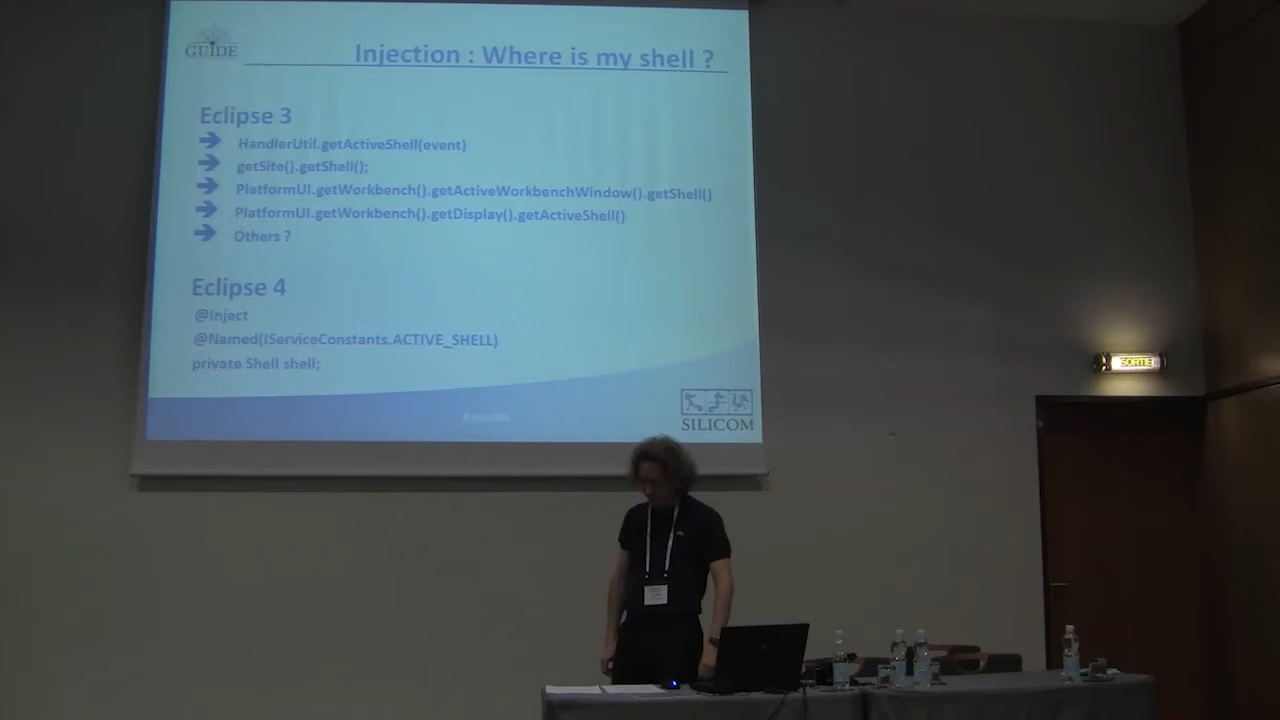 GUIDE
Injection : Where is my shell ?
Eclipse 3
HandlerUtil.getActiveShell(event)
getSite().getShell();
PlatformUI.getWorkbench().getActiveWorkbenchWindow().getShell()
PlatformUI.getWorkbench().getDisplay().getActiveShell()
Others ?
Eclipse 4
@Inject
@Named(IServiceConstants.ACTIVE_SHELL)
private Shell shell;
SILICOM
SORTIE